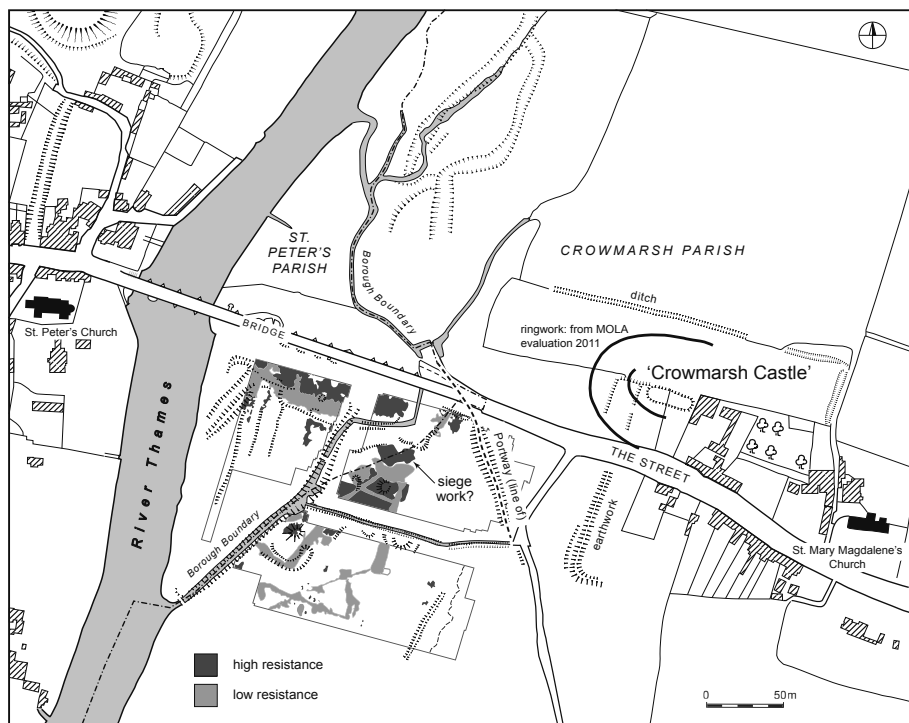 ST.
PETER'S
PARISH
CROWMARSH PARISH
Borough Boundary
ditch
ringwork: from MOLA
evaluation 2011
St. Peter's Church
BRIDGE
'Crowmarsh Castle'
River Thames
Portway (line of)
THE STREET
siege
work?
earthwork
Borough Boundary
St. Mary Magdalene's
Church
high resistance
low resistance
0 50m